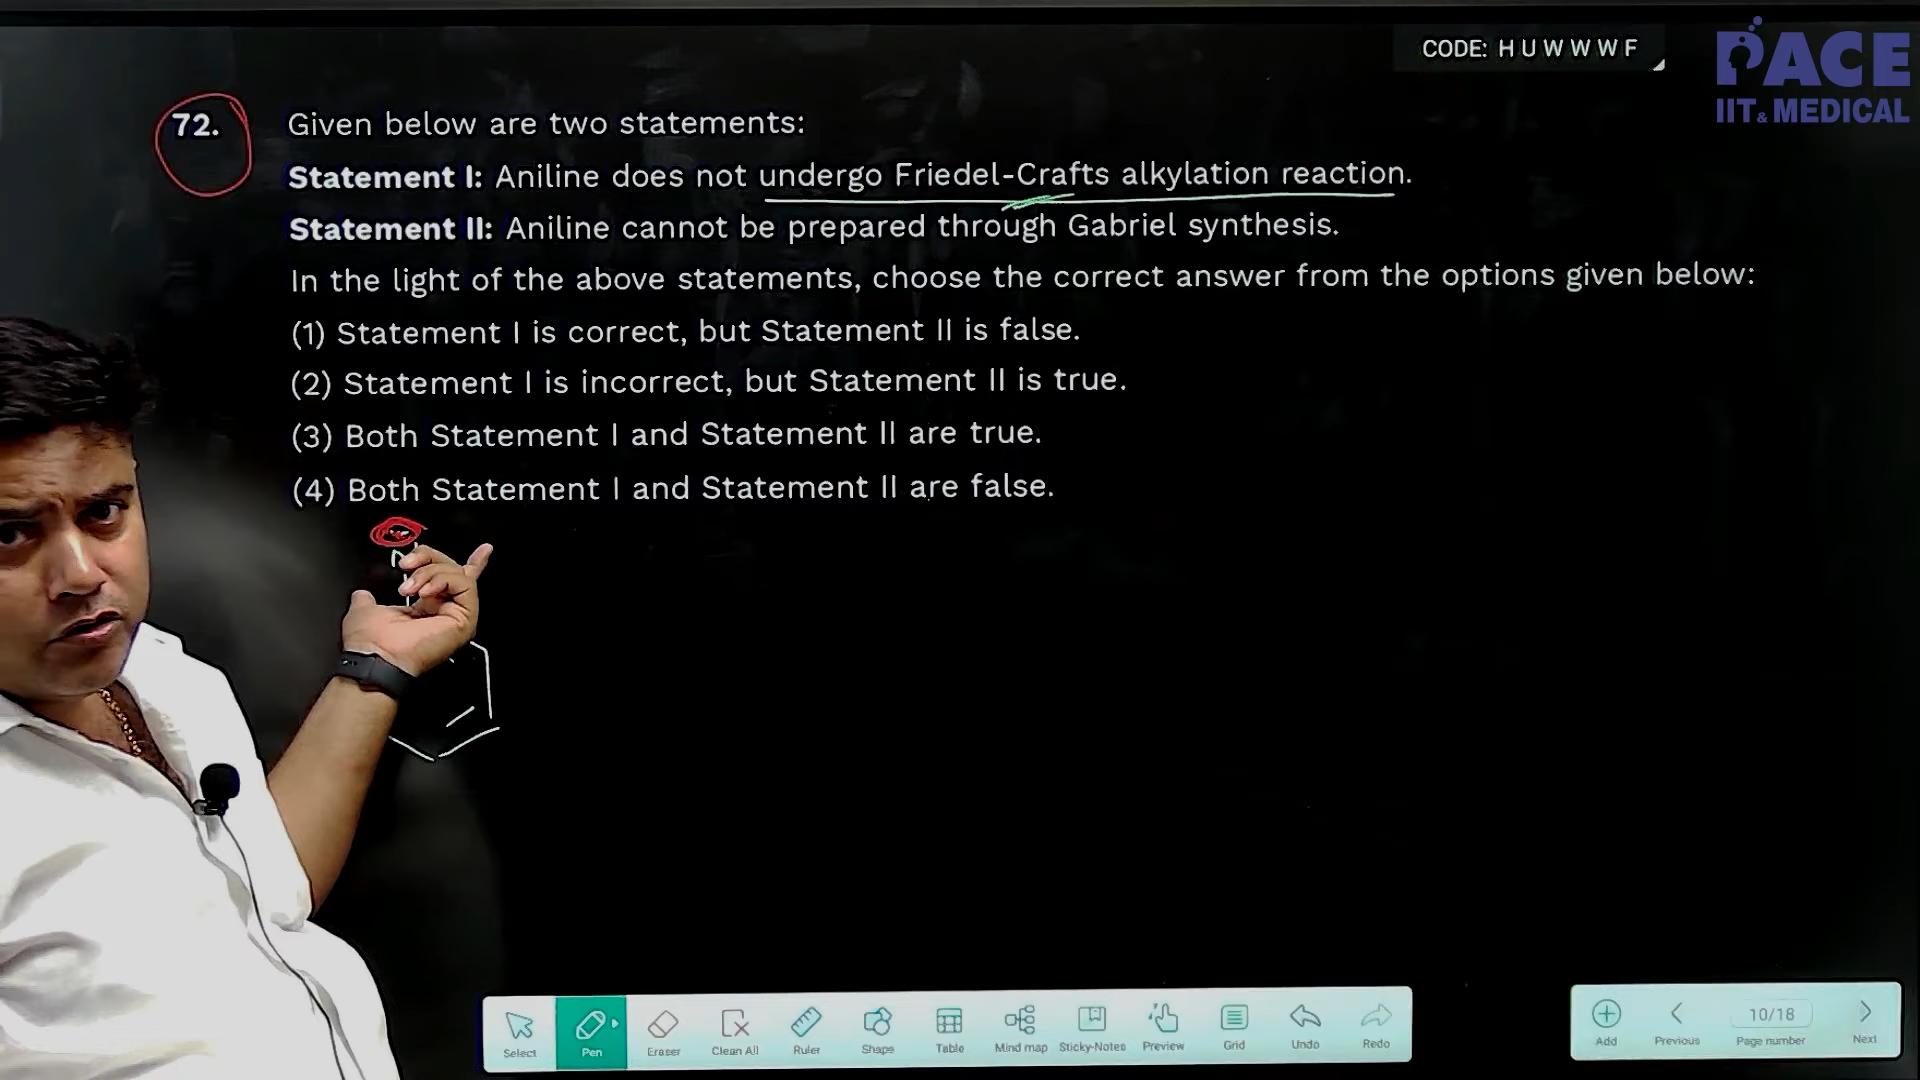 CODE: H U W W W F
PACE
IIT & MEDICAL
72. Given below are two statements:
Statement I: Aniline does not undergo Friedel-Crafts alkylation reaction.
Statement II: Aniline cannot be prepared through Gabriel synthesis.
In the light of the above statements, choose the correct answer from the options given below:
(1) Statement I is correct, but Statement II is false.
(2) Statement I is incorrect, but Statement II is true.
(3) Both Statement I and Statement II are true.
(4) Both Statement I and Statement II are false.
N
Select Pen Eraser Clean All Ruler Shape Table Mind map Sticky-Notes Preview Grid Undo Redo
10/18
Add Previous Page number Next